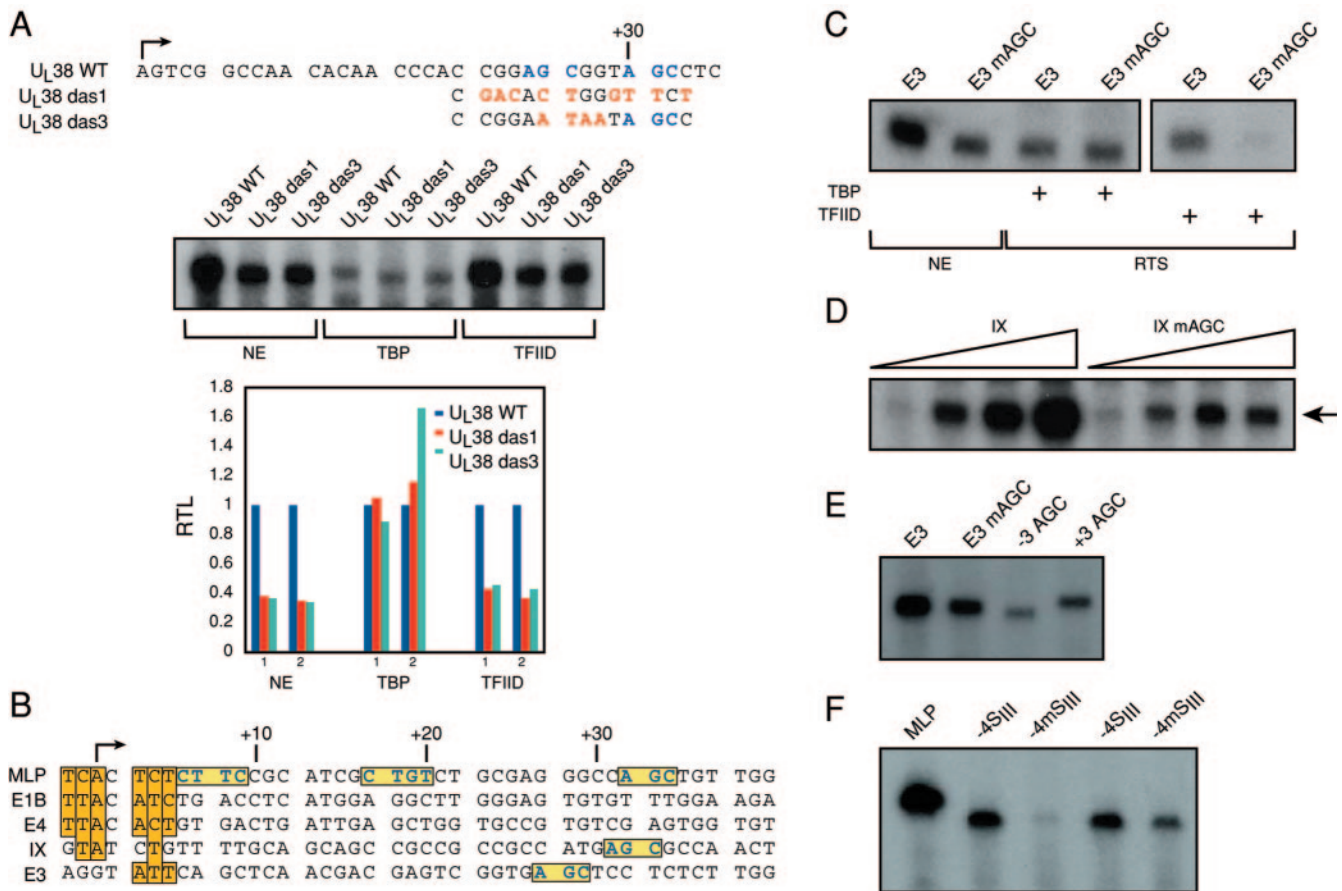 A
+30
UL38 WT AGTCG GCCAA CACAA CCCAC CGGAG CGGTA GCCTC
UL38 das1 C GACAC TGGGT TCT
UL38 das3 C CGGAA TAATA GCC
UL38 WT UL38 das1 UL38 das3 UL38 WT UL38 das1 UL38 das3 UL38 WT UL38 das1 UL38 das3
NE TBP TFIID
1.8
1.6
1.4
1.2
1
0.8
0.6
0.4
0.2
0
RTL
UL38 WT
UL38 das1
UL38 das3
1 2 1 2 1 2
NE TBP TFIID
B
+10 +20 +30
MLP TCAC TCTCT TCCGC ATCGC TGTCT GCGAG GGCCA GCTGT TGG
E1B TTAC ATCTG ACCTC ATGGA GGCTT GGGAG TGTGT TTGGA AGA
E4 TTAC ACTGT GACTG ATTGA GCTGG TGCCG TGTCG AGTGG TGT
IX GTAT CTGTT TTGCA GCAGC CGCCG CCGCC ATGAG CGCCA ACT
E3 AGGT ATTCA GCTCA ACGAC GAGTC GGTGA GCTCC TCTCT TGG
C
E3 E3 mAGC E3 E3 mAGC E3 E3 mAGC
TBP + +
TFIID + +
NE RTS
D
IX IX mAGC
E
E3 E3 mAGC -3 AGC +3 AGC
F
MLP -4SIII -4mSIII -4SIII -4mSIII